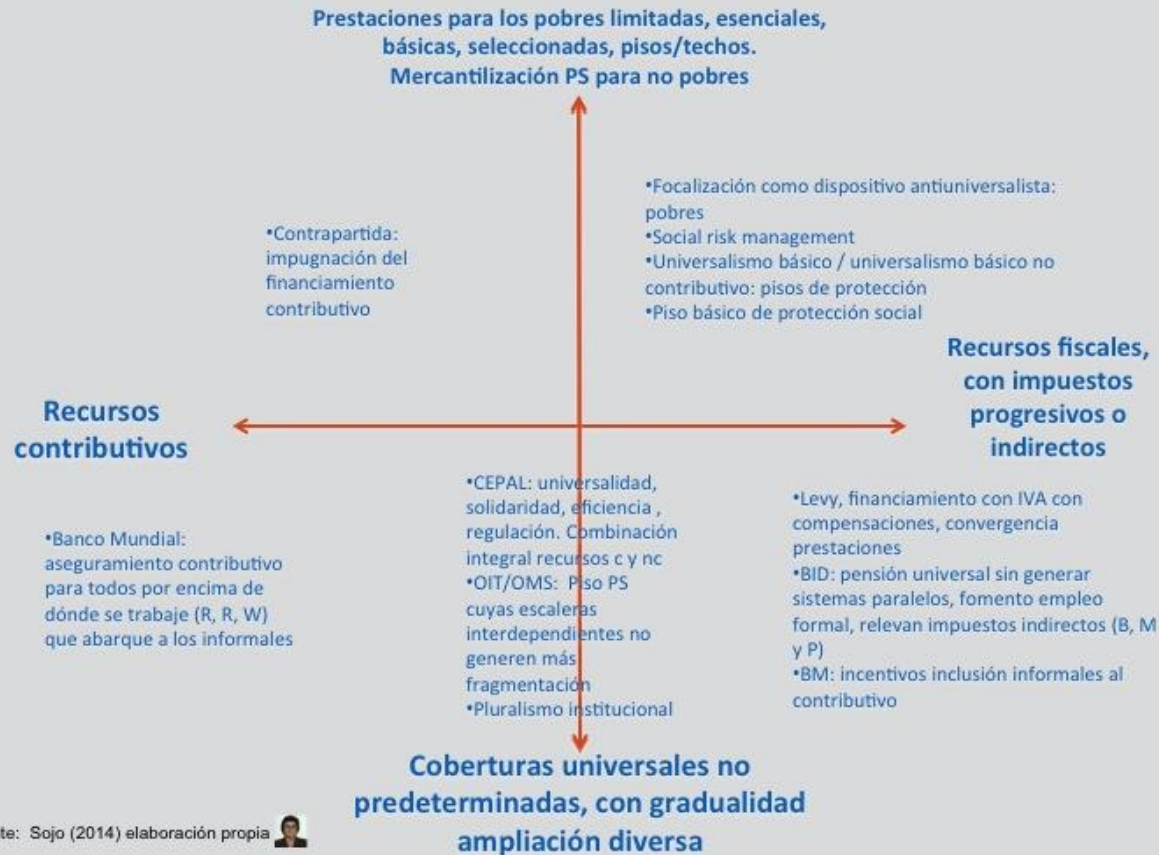 Prestaciones para los pobres limitadas, esenciales,
básicas, seleccionadas, pisos/techos.
Mercantilización PS para no pobres
•Contrapartida:
impugnación del
financiamiento
contributivo
•Focalización como dispositivo antiuniversalista:
pobres
•Social risk management
•Universalismo básico / universalismo básico no
contributivo: pisos de protección
•Piso básico de protección social
Recursos
contributivos
Recursos fiscales,
con impuestos
progresivos o
indirectos
•Banco Mundial:
aseguramiento contributivo
para todos por encima de
dónde se trabaje (R, R, W)
que abarque a los informales
•CEPAL: universalidad,
solidaridad, eficiencia ,
regulación. Combinación
integral recursos c y nc
•OIT/OMS: Piso PS
cuyas escaleras
interdependientes no
generen más
fragmentación
•Pluralismo institucional
•Levy, financiamiento con IVA con
compensaciones, convergencia
prestaciones
•BID: pensión universal sin generar
sistemas paralelos, fomento empleo
formal, relevan impuestos indirectos (B, M
y P)
•BM: incentivos inclusión informales al
contributivo
Coberturas universales no
predeterminadas, con gradualidad
ampliación diversa
te: Sojo (2014) elaboración propia